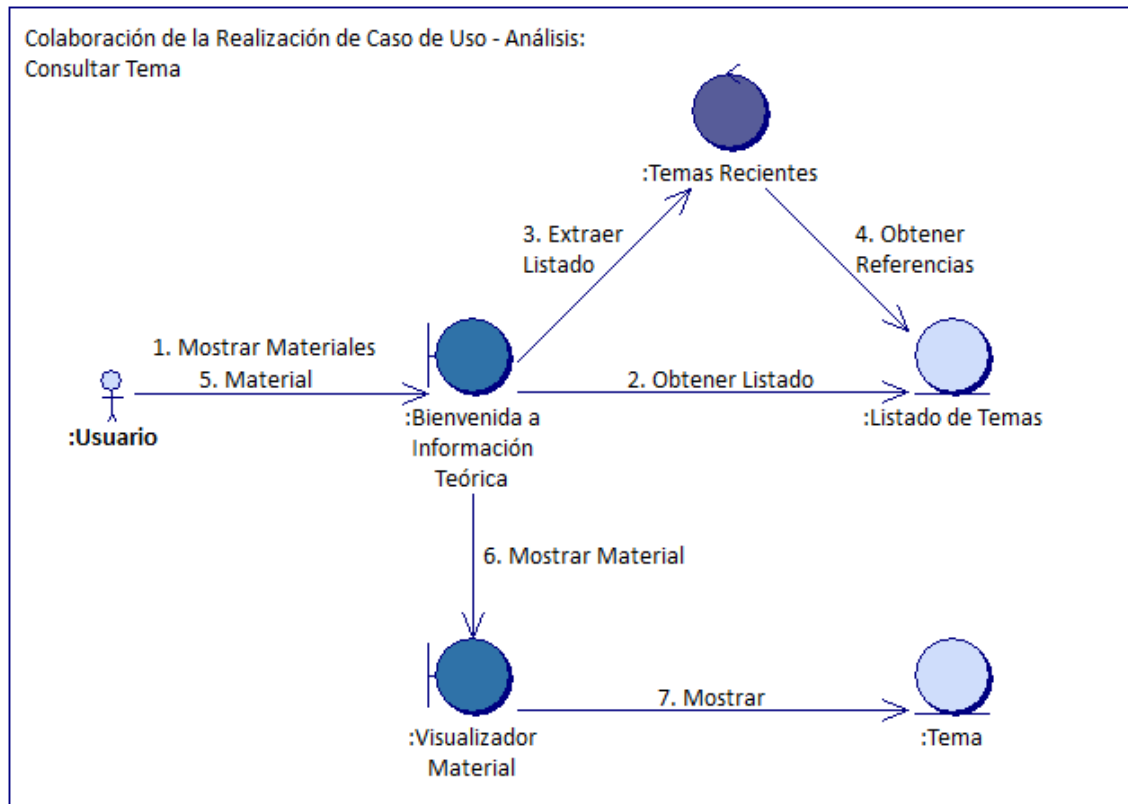 Colaboración de la Realización de Caso de Uso - Análisis:
Consultar Tema
:Temas Recientes
3. Extraer
Listado
4. Obtener
Referencias
1. Mostrar Materiales
5. Material
2. Obtener Listado
:Usuario
:Bienvenida a
Información
Teórica
:Listado de Temas
6. Mostrar Material
7. Mostrar
:Visualizador
Material
:Tema